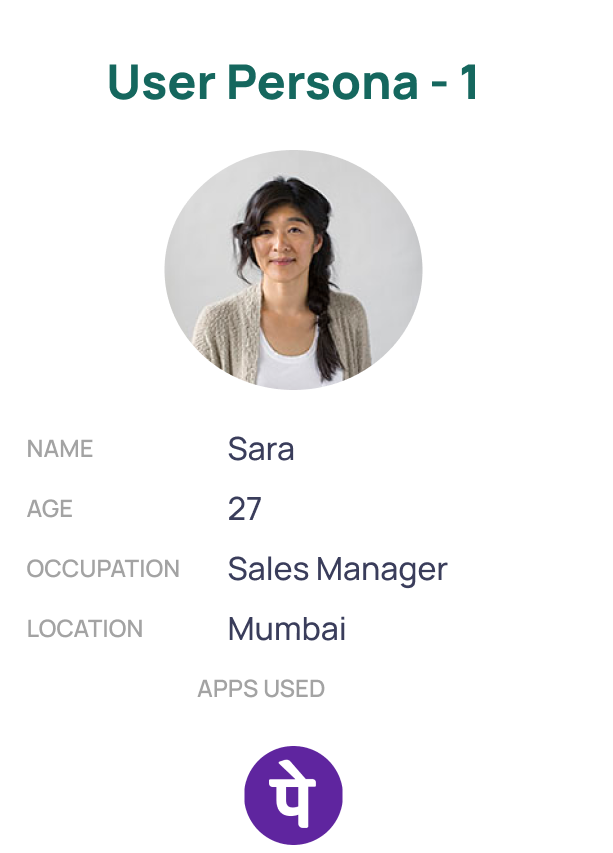 User Persona - 1
NAME Sara
AGE 27
OCCUPATION Sales Manager
LOCATION Mumbai
APPS USED
पे